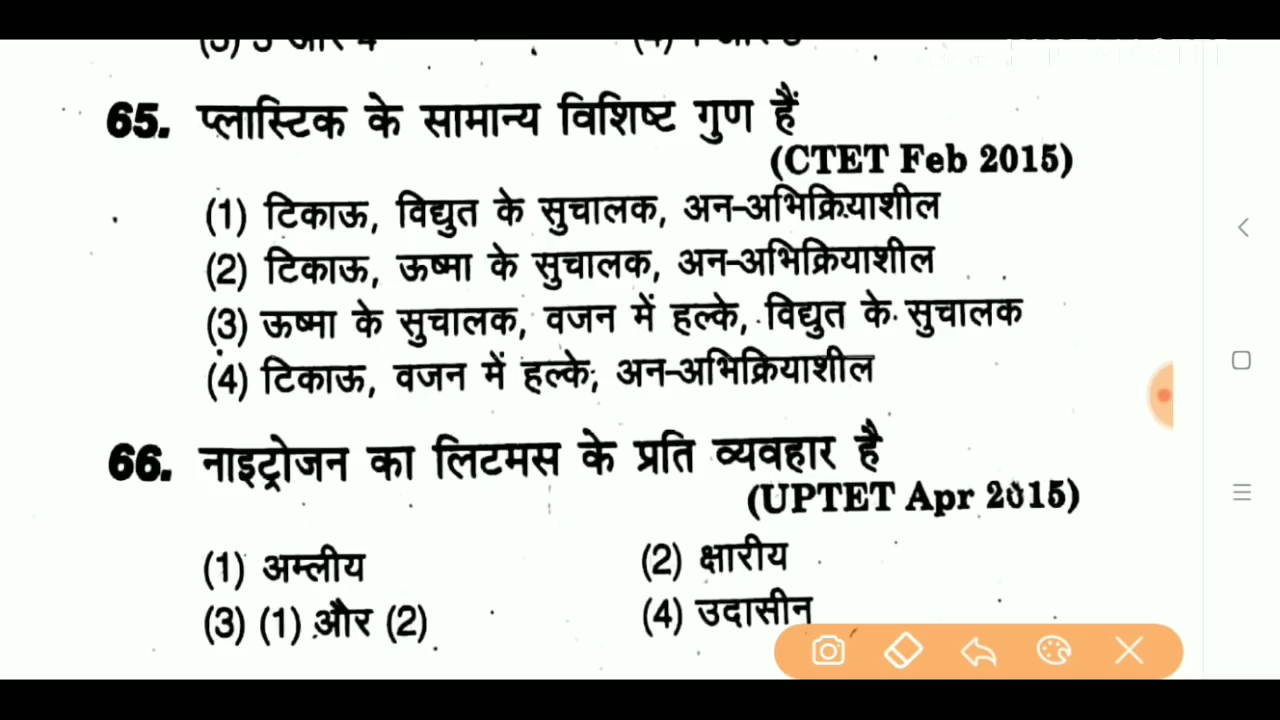 65. प्लास्टिक के सामान्य विशिष्ट गुण हैं
(CTET Feb 2015)
(1) टिकाऊ, विद्युत के सुचालक, अन-अभिक्रियाशील
(2) टिकाऊ, ऊष्मा के सुचालक, अन-अभिक्रियाशील
(3) ऊष्मा के सुचालक, वजन में हल्के, विद्युत के सुचालक
(4) टिकाऊ, वजन में हल्के, अन-अभिक्रियाशील
66. नाइट्रोजन का लिटमस के प्रति व्यवहार है
(UPTET Apr 2015)
(1) अम्लीय (2) क्षारीय
(3) (1) और (2) (4) उदासीन